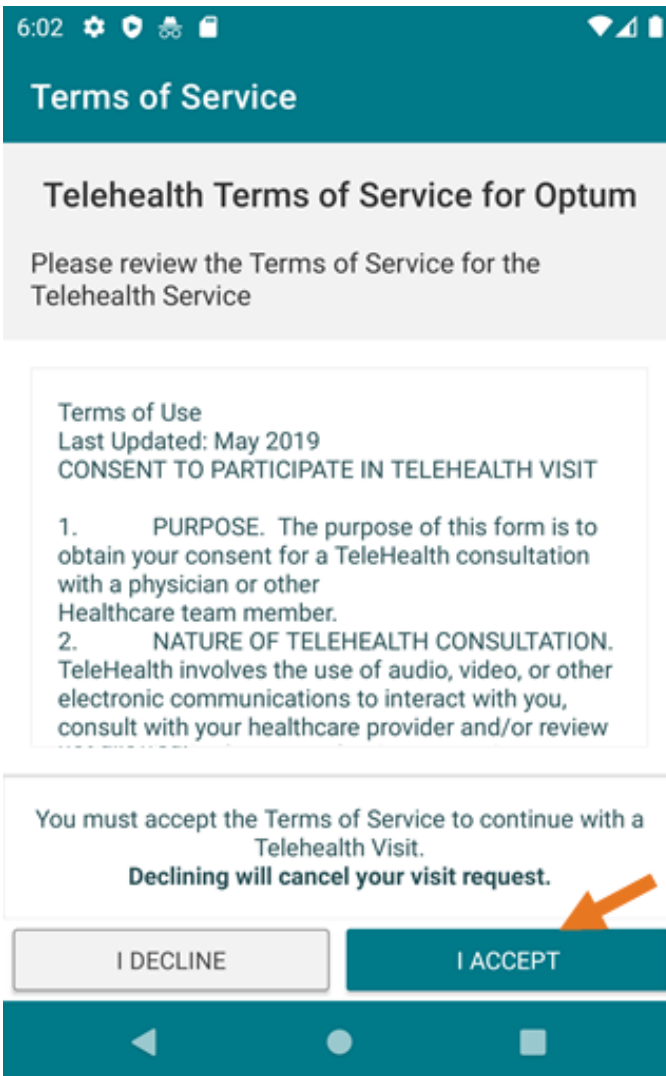 6:02
Terms of Service
Telehealth Terms of Service for Optum
Please review the Terms of Service for the
Telehealth Service
Terms of Use
Last Updated: May 2019
CONSENT TO PARTICIPATE IN TELEHEALTH VISIT
1. PURPOSE. The purpose of this form is to
obtain your consent for a TeleHealth consultation
with a physician or other
Healthcare team member.
2. NATURE OF TELEHEALTH CONSULTATION.
TeleHealth involves the use of audio, video, or other
electronic communications to interact with you,
consult with your healthcare provider and/or review
You must accept the Terms of Service to continue with a
Telehealth Visit.
Declining will cancel your visit request.
I DECLINE
I ACCEPT